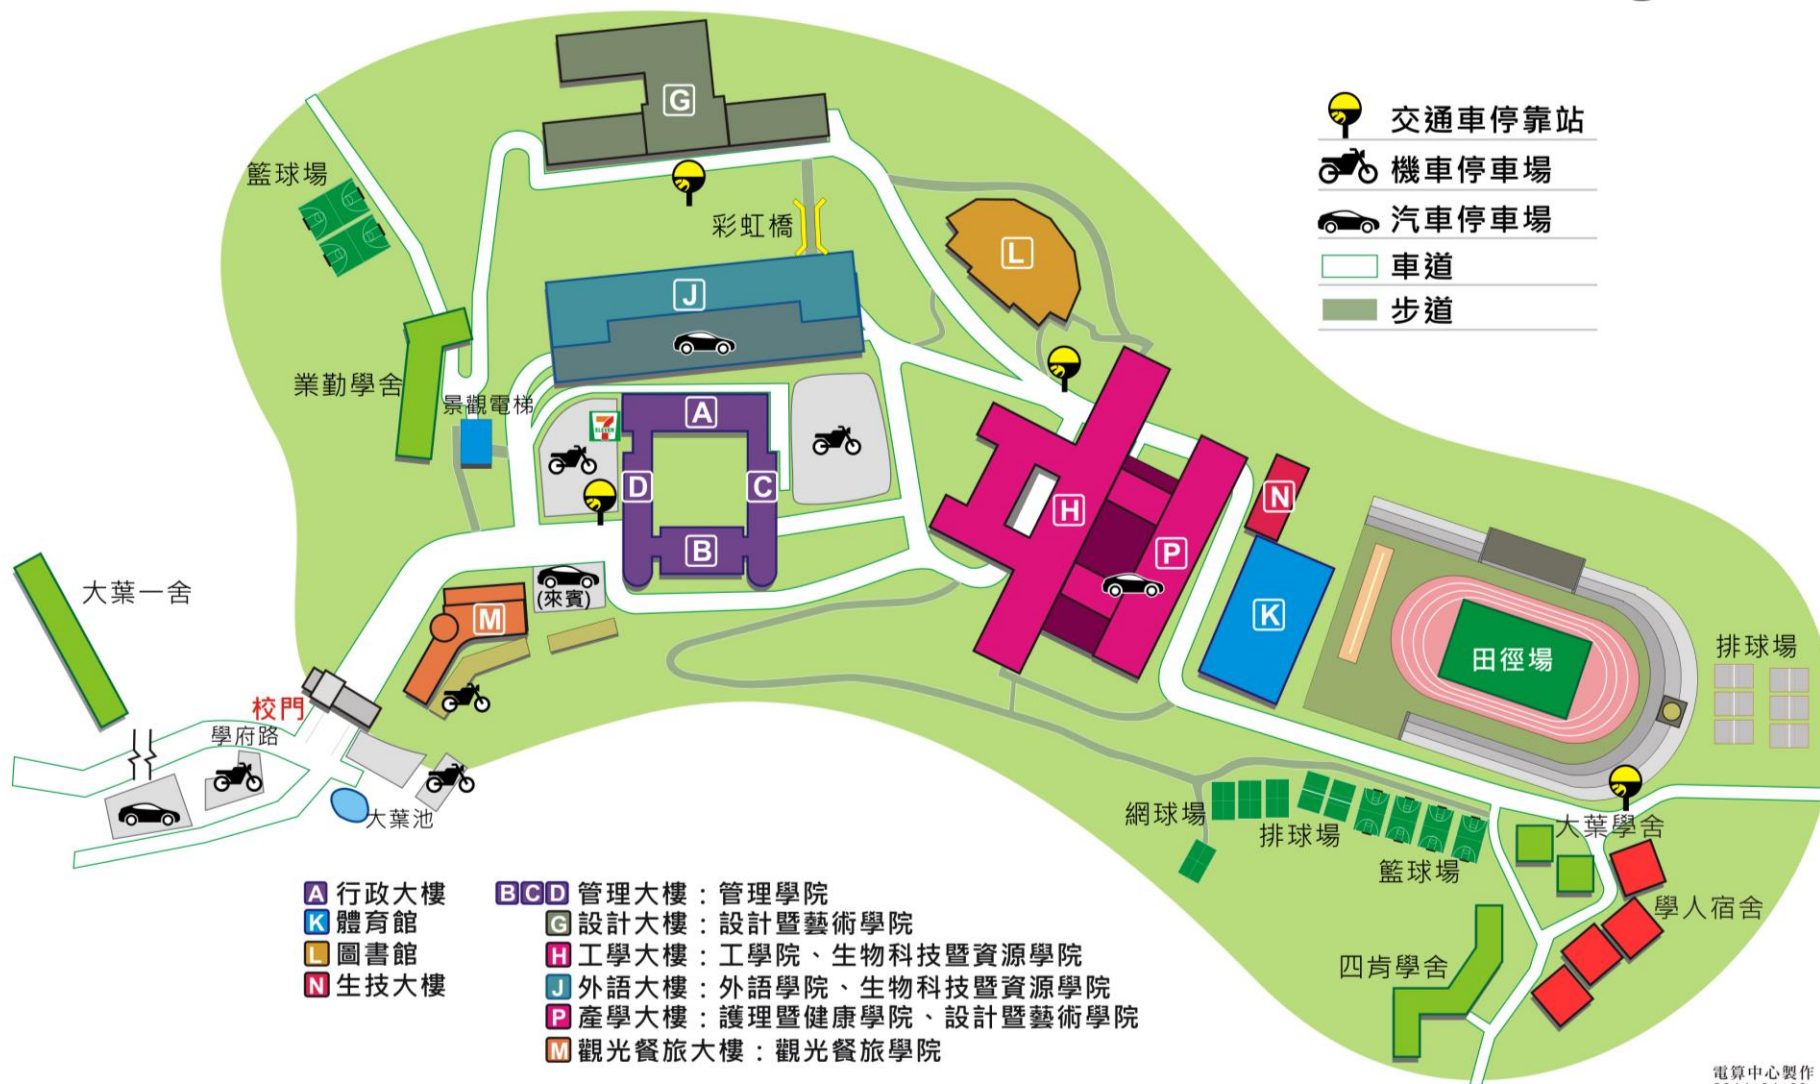 G
交通車停靠站
機車停車場
汽車停車場
車道
步道
籃球場
彩虹橋
L
J
業勤學舍
景觀電梯
A
7
ELEVEN
D
C
B
H
N
P
大葉一舍
(來賓)
M
K
田徑場
排球場
校門
學府路
大葉池
網球場
排球場
籃球場
大葉學舍
學人宿舍
四肯學舍
A 行政大樓
K 體育館
L 圖書館
N 生技大樓
BCD 管理大樓：管理學院
G 設計大樓：設計暨藝術學院
H 工學大樓：工學院、生物科技暨資源學院
J 外語大樓：外語學院、生物科技暨資源學院
P 產學大樓：護理暨健康學院、設計暨藝術學院
M 觀光餐旅大樓：觀光餐旅學院
電算中心製作